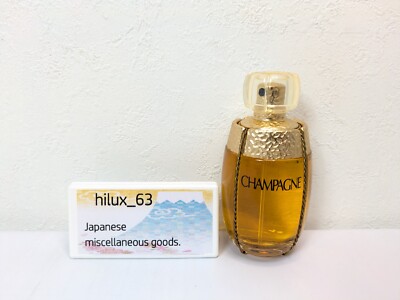 hilux_63
Japanese
miscellaneous goods.
CHAMPAGNE